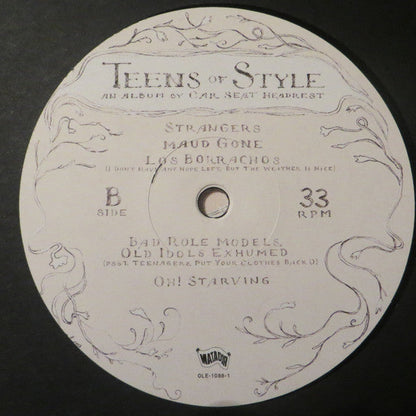 TEENS OF STYLE
AN ALBUM BY CAR SEAT HEADREST
STRANGERS
MAUD GONE
LOS BORRACHOS
(I DON'T HAVE ANY HOPE LEFT, BUT THE WEATHER IS NICE)
B
SIDE
33
RPM
BAD ROLE MODELS,
OLD IDOLS EXHUMED
(PSST, TEENAGERS, PUT YOUR CLOTHES BACK ON)
OH! STARVING
MATADOR
OLE-1088-1